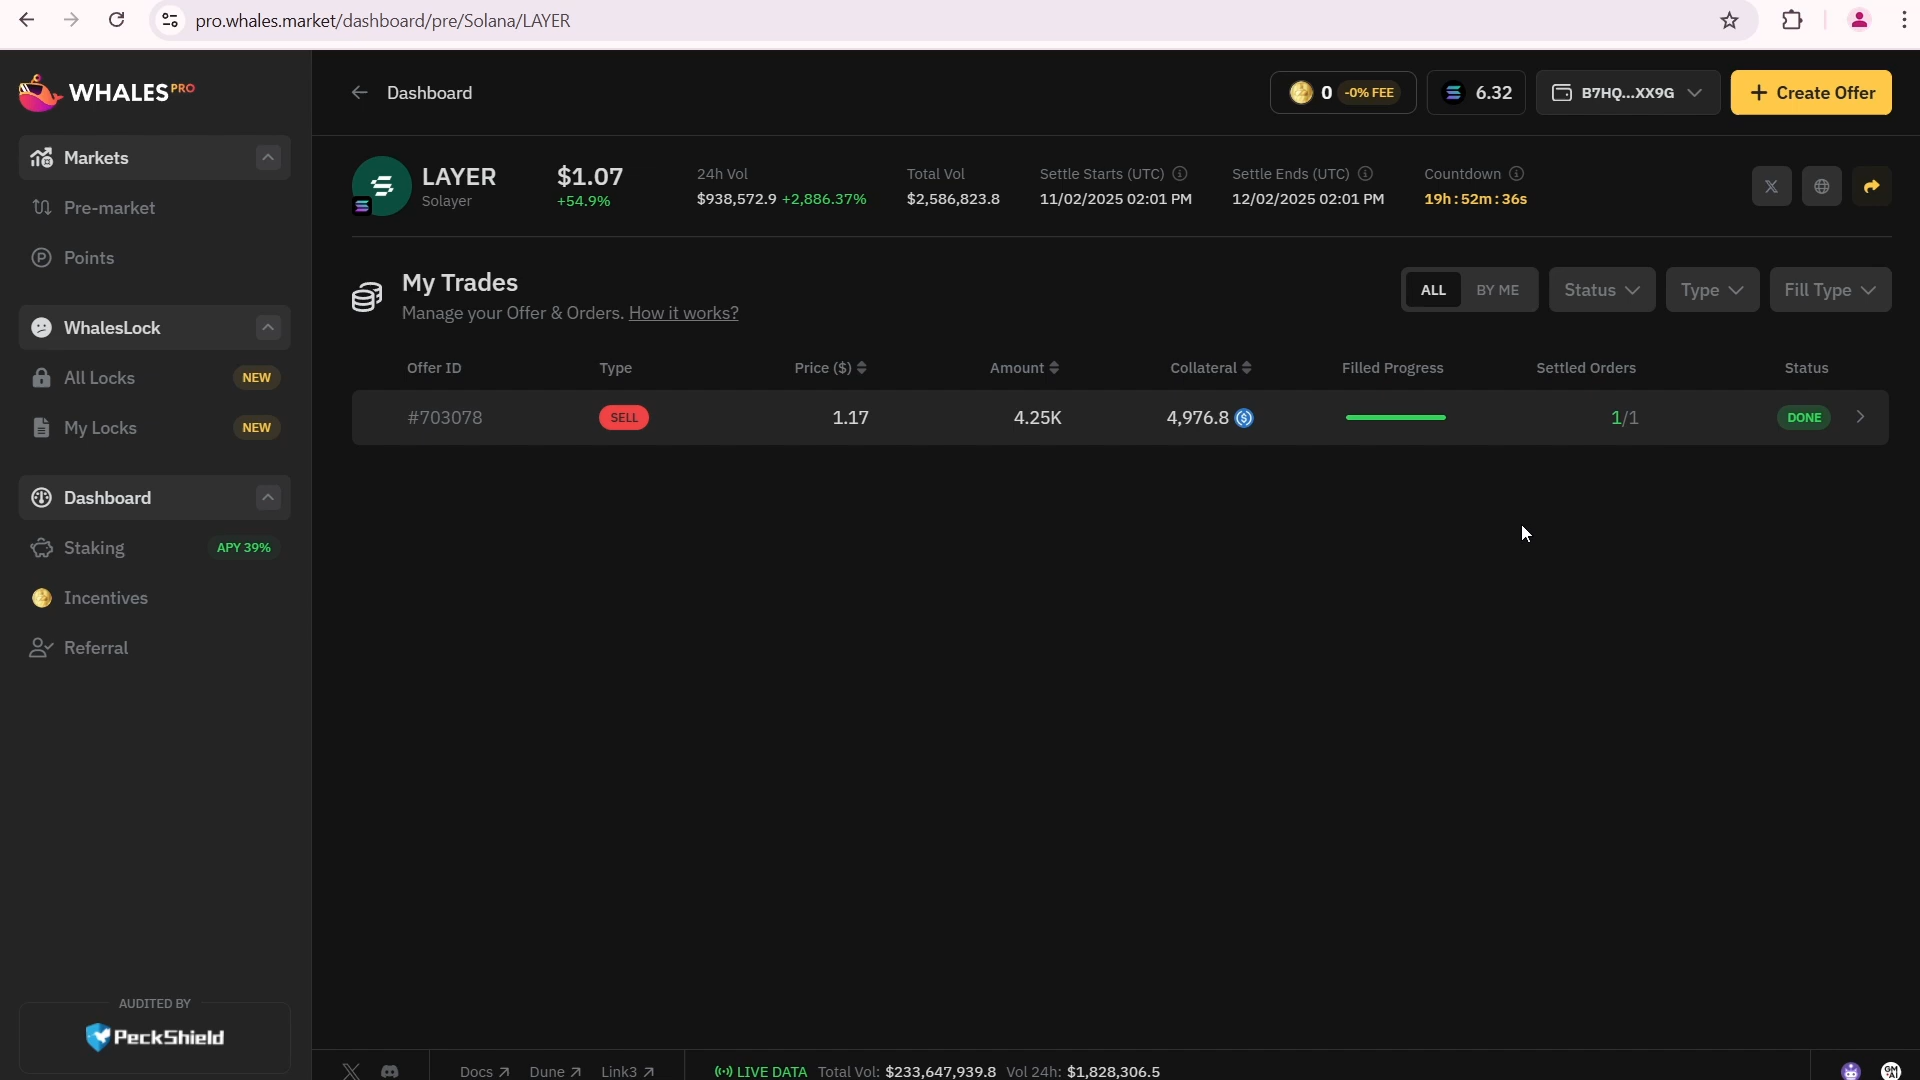 pro.whales.market/dashboard/pre/Solana/LAYER
WHALES PRO
Dashboard
0 -0% FEE
6.32
B7HQ...XX9G
+ Create Offer
Markets
Pre-market
Points
WhalesLock
All Locks NEW
My Locks NEW
Dashboard
Staking APY 39%
Incentives
Referral
AUDITED BY
PeckShield
LAYER
Solayer
$1.07
+54.9%
24h Vol
$938,572.9 +2,886.37%
Total Vol
$2,586,823.8
Settle Starts (UTC)
11/02/2025 02:01 PM
Settle Ends (UTC)
12/02/2025 02:01 PM
Countdown
19h : 52m : 36s
My Trades
Manage your Offer & Orders. How it works?
ALL BY ME Status Type Fill Type
Offer ID Type Price ($) Amount Collateral Filled Progress Settled Orders Status
#703078 SELL 1.17 4.25K 4,976.8 1/1 DONE
Docs Dune Link3 LIVE DATA Total Vol: $233,647,939.8 Vol 24h: $1,828,306.5
GM AI